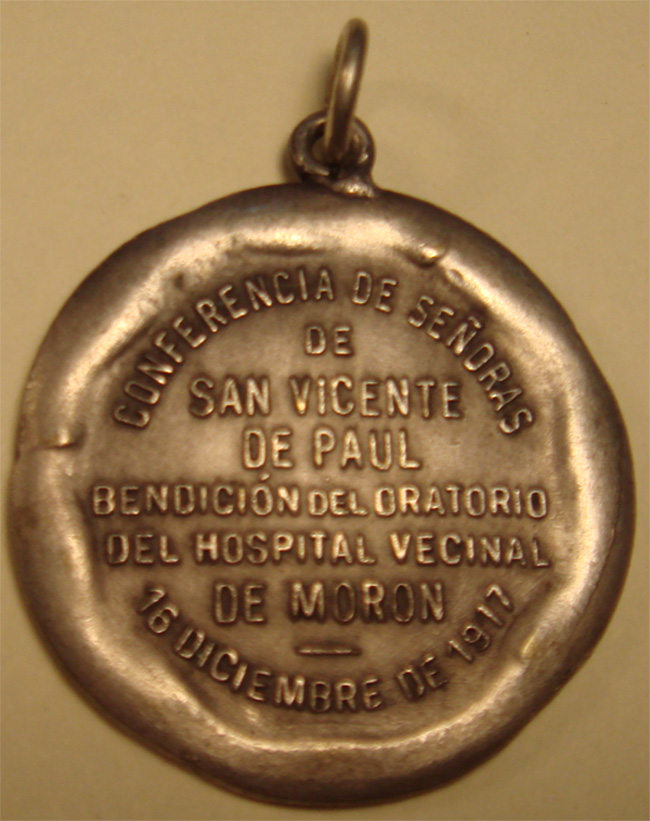 CONFERENCIA DE SEÑORAS
DE
SAN VICENTE
DE PAUL
BENDICIÓN DEL ORATORIO
DEL HOSPITAL VECINAL
DE MORON
16 DICIEMBRE DE 1917